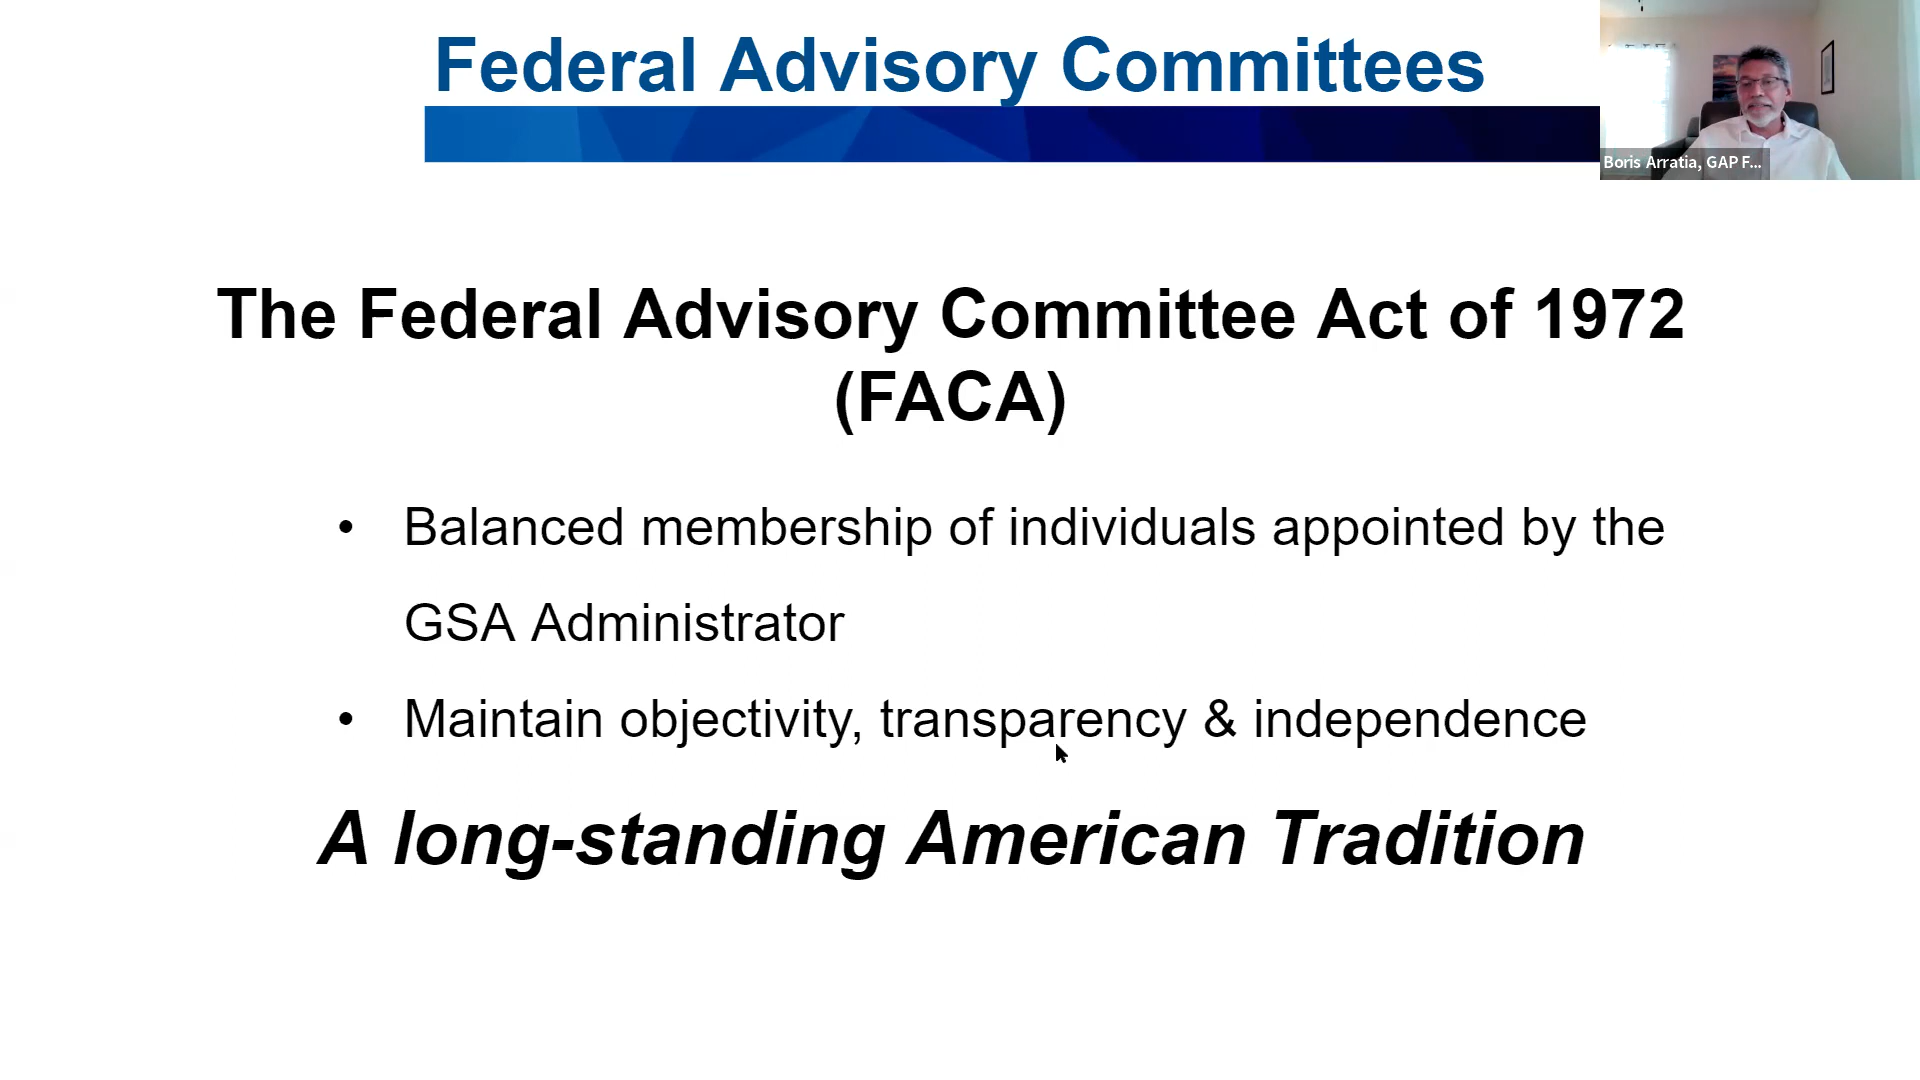 Federal Advisory Committees
Boris Arratia, GAP F...
The Federal Advisory Committee Act of 1972
(FACA)
• Balanced membership of individuals appointed by the
GSA Administrator
• Maintain objectivity, transparency & independence
A long-standing American Tradition